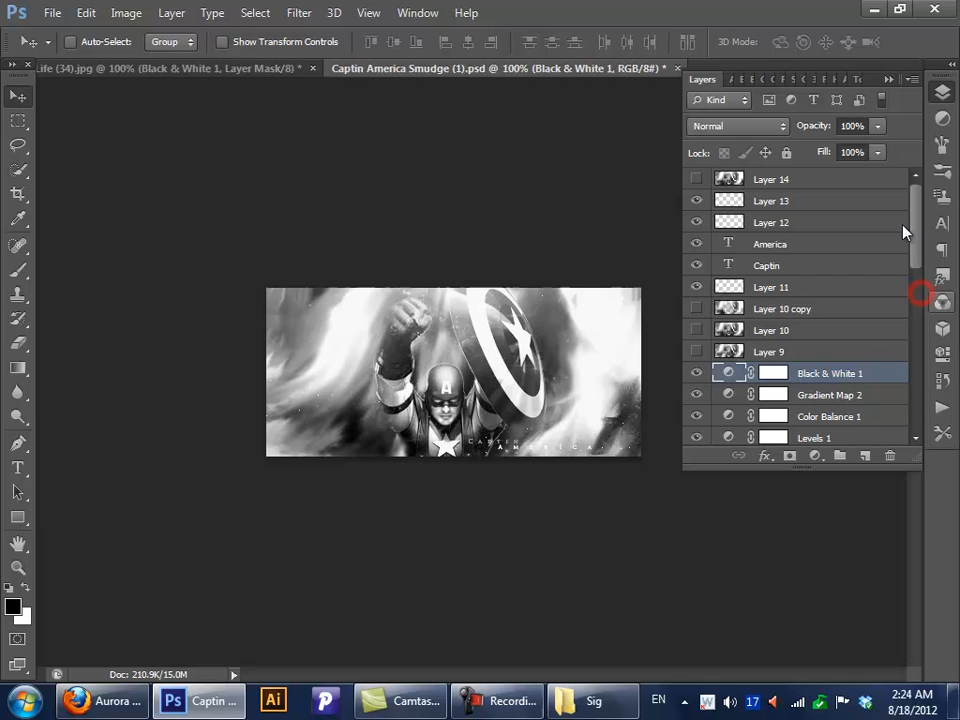 Ps File Edit Image Layer Type Select Filter 3D View Window Help
Auto-Select: Group Show Transform Controls 3D Mode:
ife (34).jpg @ 100% (Black & White 1, Layer Mask/8) * ×
Captin America Smudge (1).psd @ 100% (Black & White 1, RGB/8#) * ×
Layers
Kind
Normal Opacity: 100%
Lock: Fill: 100%
Layer 14
Layer 13
Layer 12
T America
T Captin
Layer 11
Layer 10 copy
Layer 10
Layer 9
Black & White 1
Gradient Map 2
Color Balance 1
Levels 1
A
CAPTIN
AMERICA
Doc: 210.9K/15.0M
Aurora ...
Ps Captin ...
Ai
Camtas...
Recordi...
Sig
EN
17
2:24 AM
8/18/2012